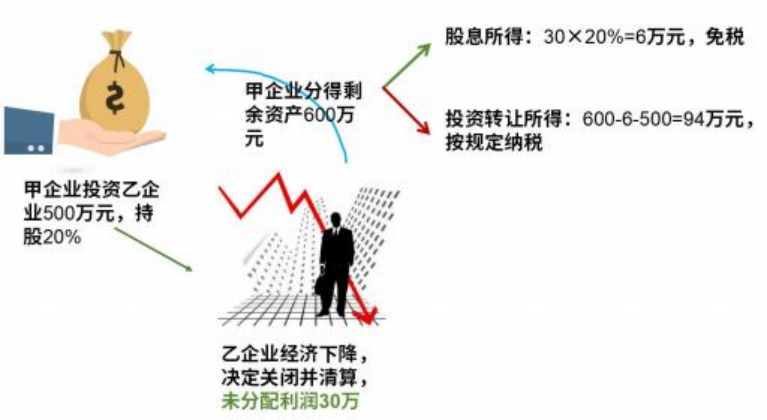 股息所得：30×20%=6万元，免税
甲企业分得剩
余资产600万
元
投资转让所得：600-6-500=94万元，
按规定纳税
甲企业投资乙企
业500万元，持
股20%
乙企业经济下降，
决定关闭并清算，
未分配利润30万